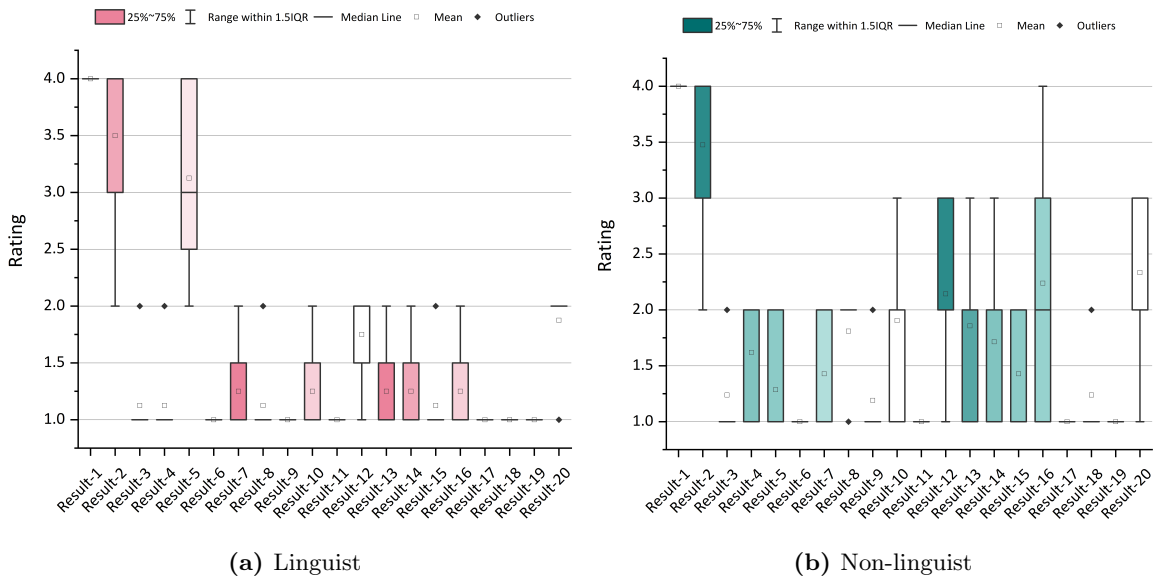 25%~75% Range within 1.5IQR Median Line Mean Outliers
4.0
3.5
3.0
2.5
2.0
1.5
1.0
Rating
Result-1
Result-2
Result-3
Result-4
Result-5
Result-6
Result-7
Result-8
Result-9
Result-10
Result-11
Result-12
Result-13
Result-14
Result-15
Result-16
Result-17
Result-18
Result-19
Result-20
(a) Linguist
25%~75% Range within 1.5IQR Median Line Mean Outliers
4.0
3.5
3.0
2.5
2.0
1.5
1.0
Rating
Result-1
Result-2
Result-3
Result-4
Result-5
Result-6
Result-7
Result-8
Result-9
Result-10
Result-11
Result-12
Result-13
Result-14
Result-15
Result-16
Result-17
Result-18
Result-19
Result-20
(b) Non-linguist